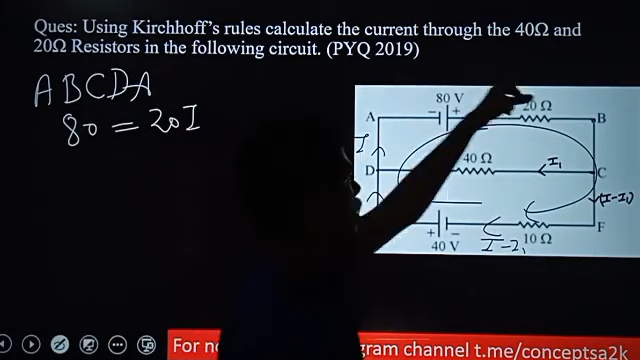 Ques: Using Kirchhoff's rules calculate the current through the 40Ω and
20Ω Resistors in the following circuit. (PYQ 2019)
ABCDA
80 = 20I
80 V
20 Ω
A
- +
B
I
40 Ω
I₁
D
C
(I-I₁)
+ -
F
40 V
10 Ω
I-I₁
For
gram channel t.me/conceptsa2k